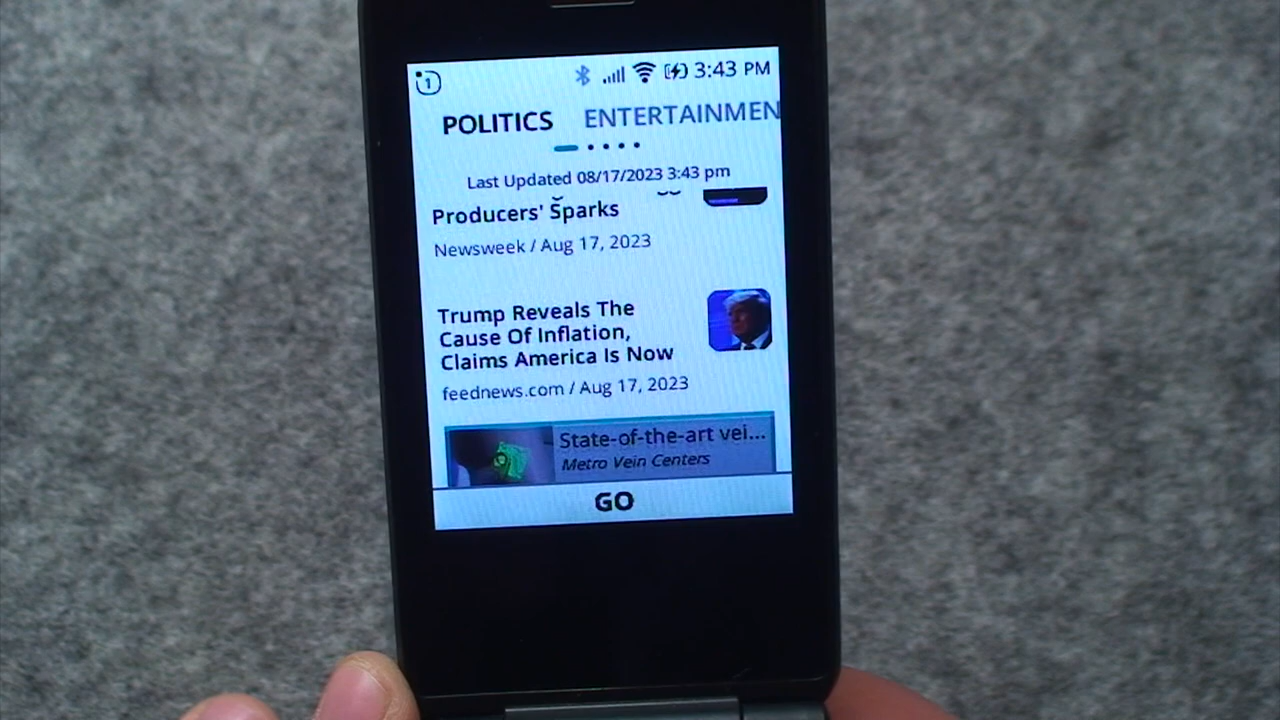 1
3:43 PM
POLITICS ENTERTAINMEN
Last Updated 08/17/2023 3:43 pm
Producers' Sparks
Newsweek / Aug 17, 2023
Trump Reveals The
Cause Of Inflation,
Claims America Is Now
feednews.com / Aug 17, 2023
State-of-the-art vei...
Metro Vein Centers
GO